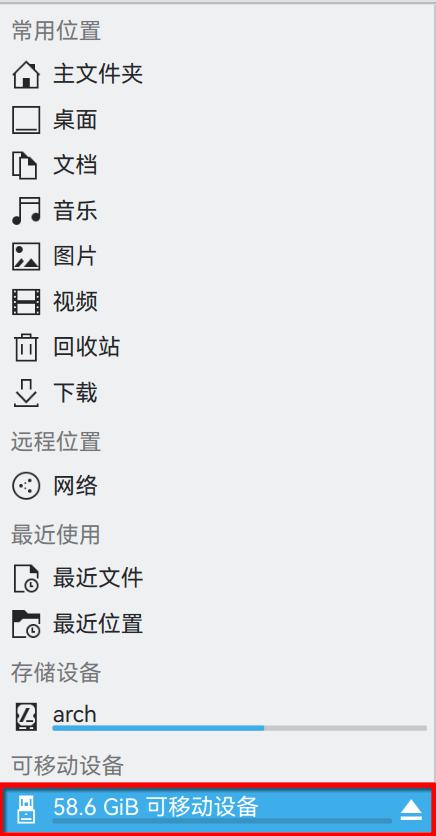 常用位置
主文件夹
桌面
文档
音乐
图片
视频
回收站
下载
远程位置
网络
最近使用
最近文件
最近位置
存储设备
arch
可移动设备
58.6 GiB 可移动设备